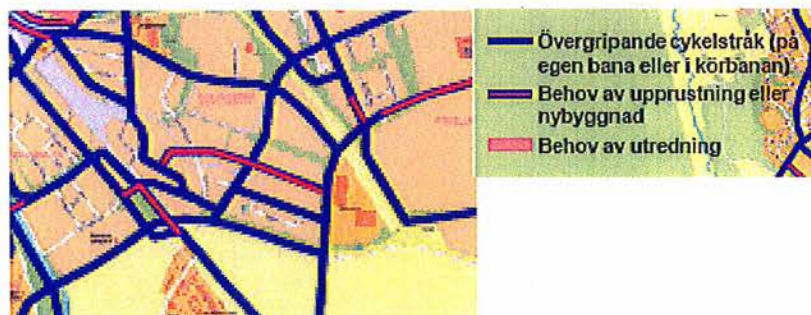 Övergripande cykelstråk (på
egen bana eller i körbanan)
Behov av upprustning eller
nybyggnad
Behov av utredning